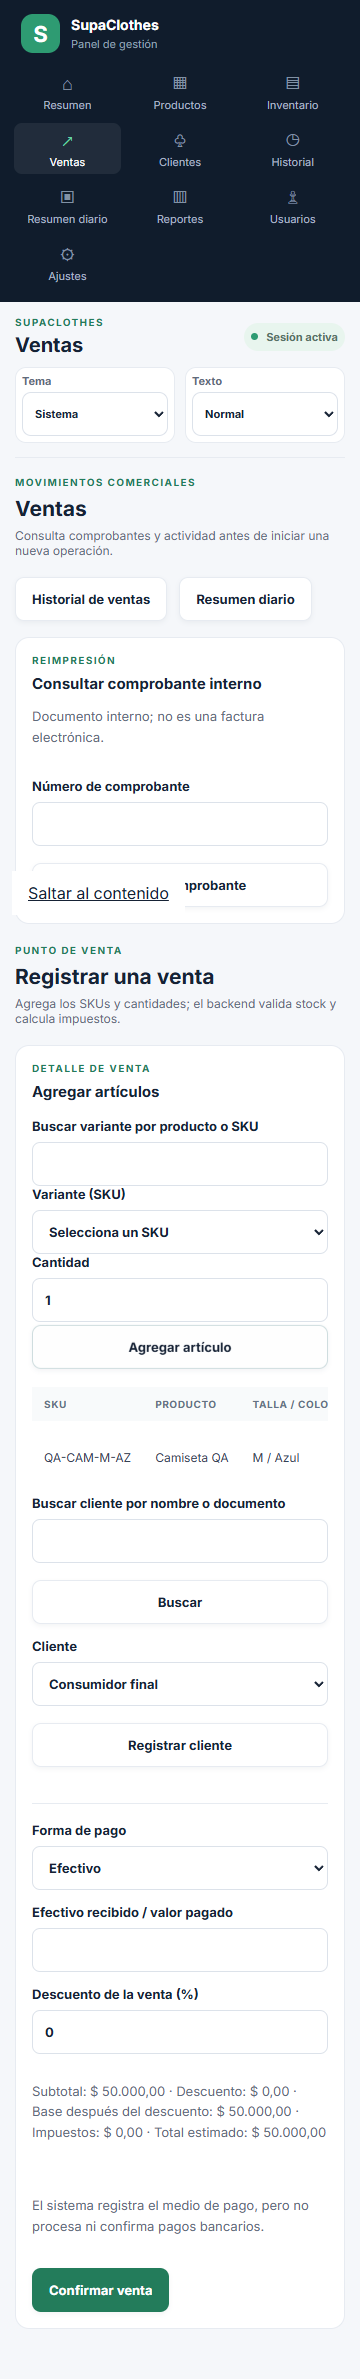 S
SupaClothes
Panel de gestión
Resumen
Productos
Inventario
Ventas
Clientes
Historial
Resumen diario
Reportes
Usuarios
Ajustes
SUPACLOTHES
Ventas
Sesión activa
Tema
Texto
Sistema
Normal
MOVIMIENTOS COMERCIALES
Ventas
Consulta comprobantes y actividad antes de iniciar una
nueva operación.
Historial de ventas
Resumen diario
REIMPRESIÓN
Consultar comprobante interno
Documento interno; no es una factura
electrónica.
Número de comprobante
Saltar al contenido
nprobante
PUNTO DE VENTA
Registrar una venta
Agrega los SKUs y cantidades; el backend valida stock y
calcula impuestos.
DETALLE DE VENTA
Agregar artículos
Buscar variante por producto o SKU
Variante (SKU)
Selecciona un SKU
Cantidad
1
Agregar artículo
SKU PRODUCTO TALLA / COLO
QA-CAM-M-AZ Camiseta QA M / Azul
Buscar cliente por nombre o documento
Buscar
Cliente
Consumidor final
Registrar cliente
Forma de pago
Efectivo
Efectivo recibido / valor pagado
Descuento de la venta (%)
0
Subtotal: $ 50.000,00 · Descuento: $ 0,00 ·
Base después del descuento: $ 50.000,00 ·
Impuestos: $ 0,00 · Total estimado: $ 50.000,00
El sistema registra el medio de pago, pero no
procesa ni confirma pagos bancarios.
Confirmar venta